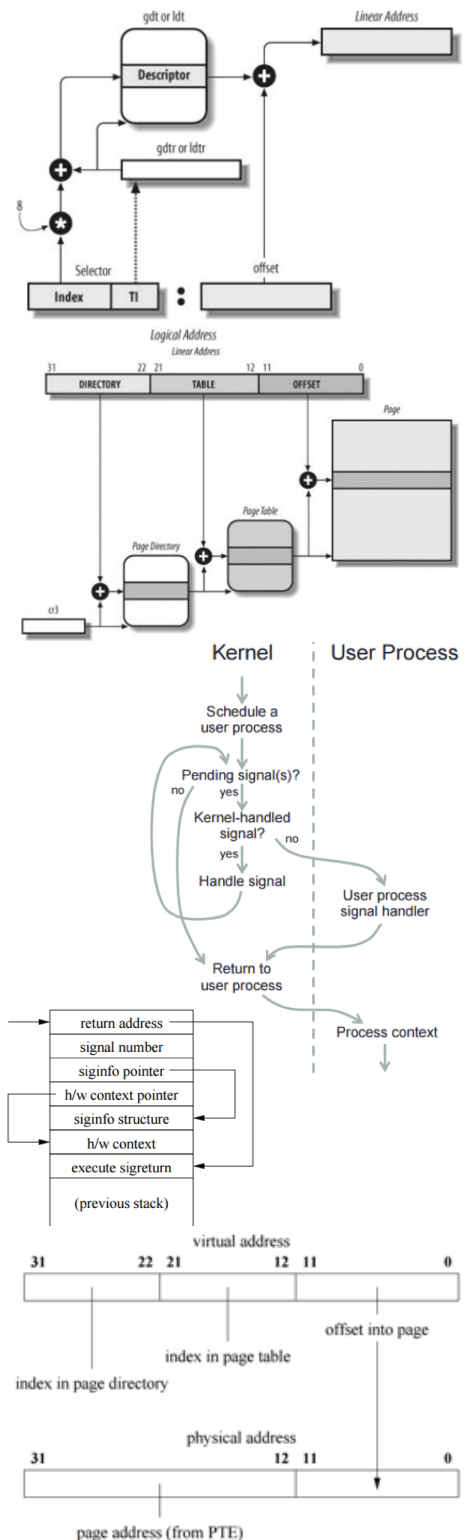 gdt or ldt
Linear Address
Descriptor
+
+
gdtr or ldtr
8
*
Selector
offset
Index TI :
Logical Address
Linear Address
31 22 21 12 11 0
DIRECTORY TABLE OFFSET
Page
+
Page Table
+
Page Directory
+
cr3
Kernel User Process
Schedule a
user process
Pending signal(s)?
no yes
Kernel-handled
signal?
no
yes
Handle signal
User process
signal handler
Return to
user process
Process context
return address
signal number
siginfo pointer
h/w context pointer
siginfo structure
h/w context
execute sigreturn
(previous stack)
virtual address
31 22 21 12 11 0
offset into page
index in page table
index in page directory
physical address
31 12 11 0
page address (from PTE)